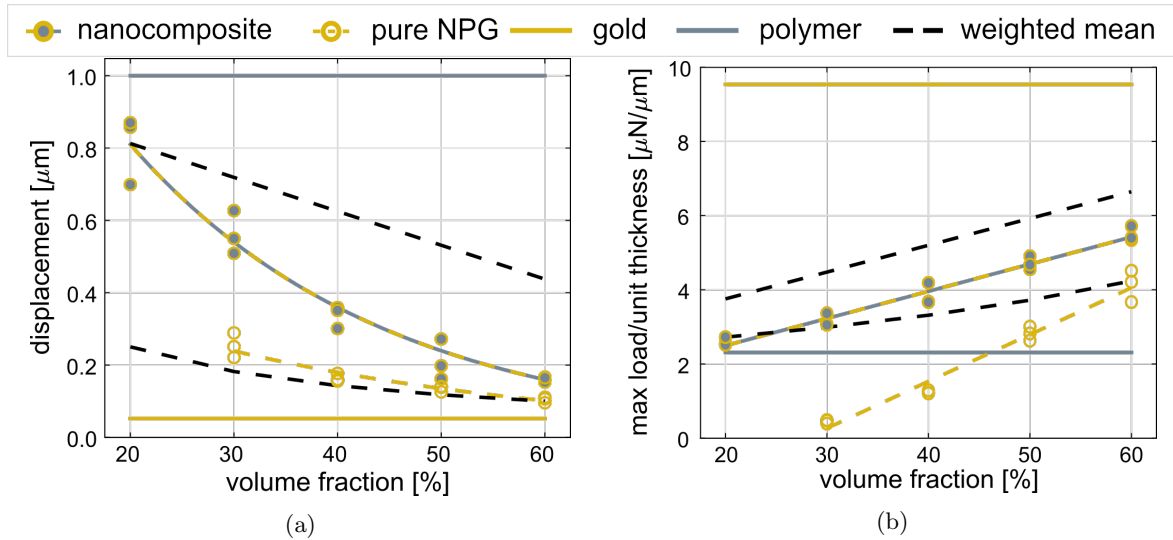 nanocomposite pure NPG gold polymer weighted mean
displacement [μm]
1.0
0.8
0.6
0.4
0.2
0.0
20 30 40 50 60
volume fraction [%]
(a)
max load/unit thickness [μN/μm]
10
8
6
4
2
0
20 30 40 50 60
volume fraction [%]
(b)